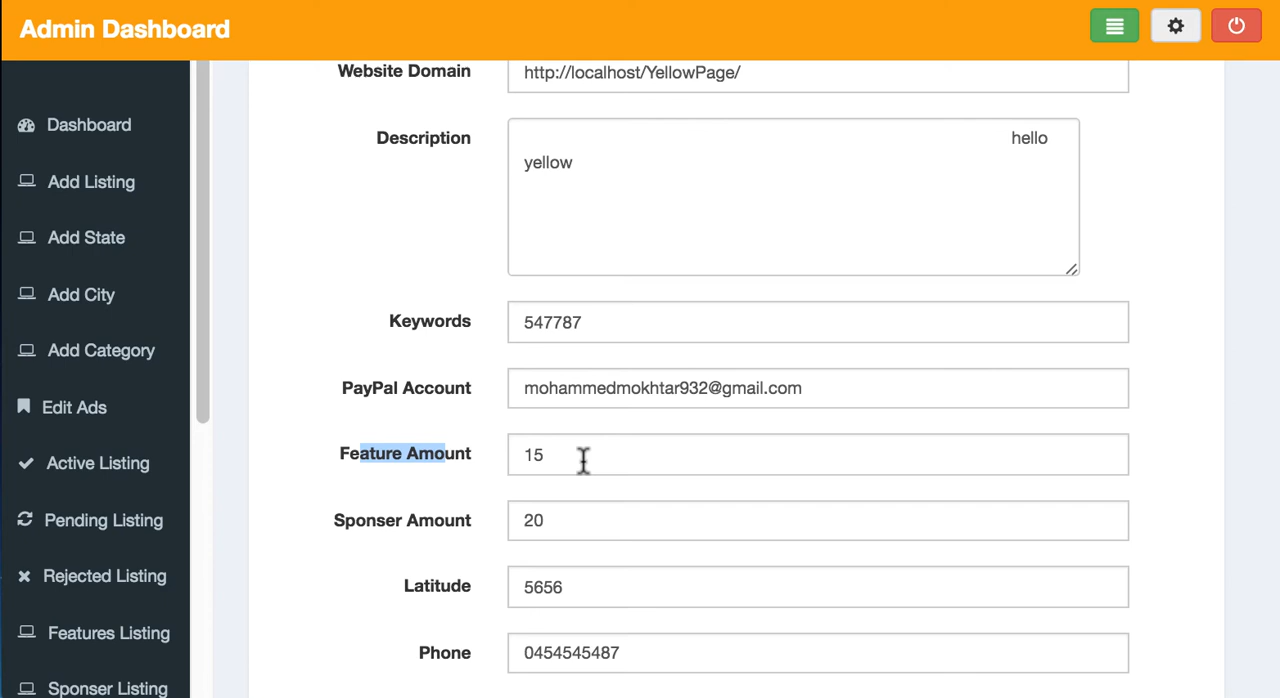 Admin Dashboard
Dashboard
Add Listing
Add State
Add City
Add Category
Edit Ads
Active Listing
Pending Listing
Rejected Listing
Features Listing
Sponser Listing
Website Domain http://localhost/YellowPage/
Description hello
yellow
Keywords 547787
PayPal Account mohammedmokhtar932@gmail.com
Feature Amount 15
Sponser Amount 20
Latitude 5656
Phone 0454545487